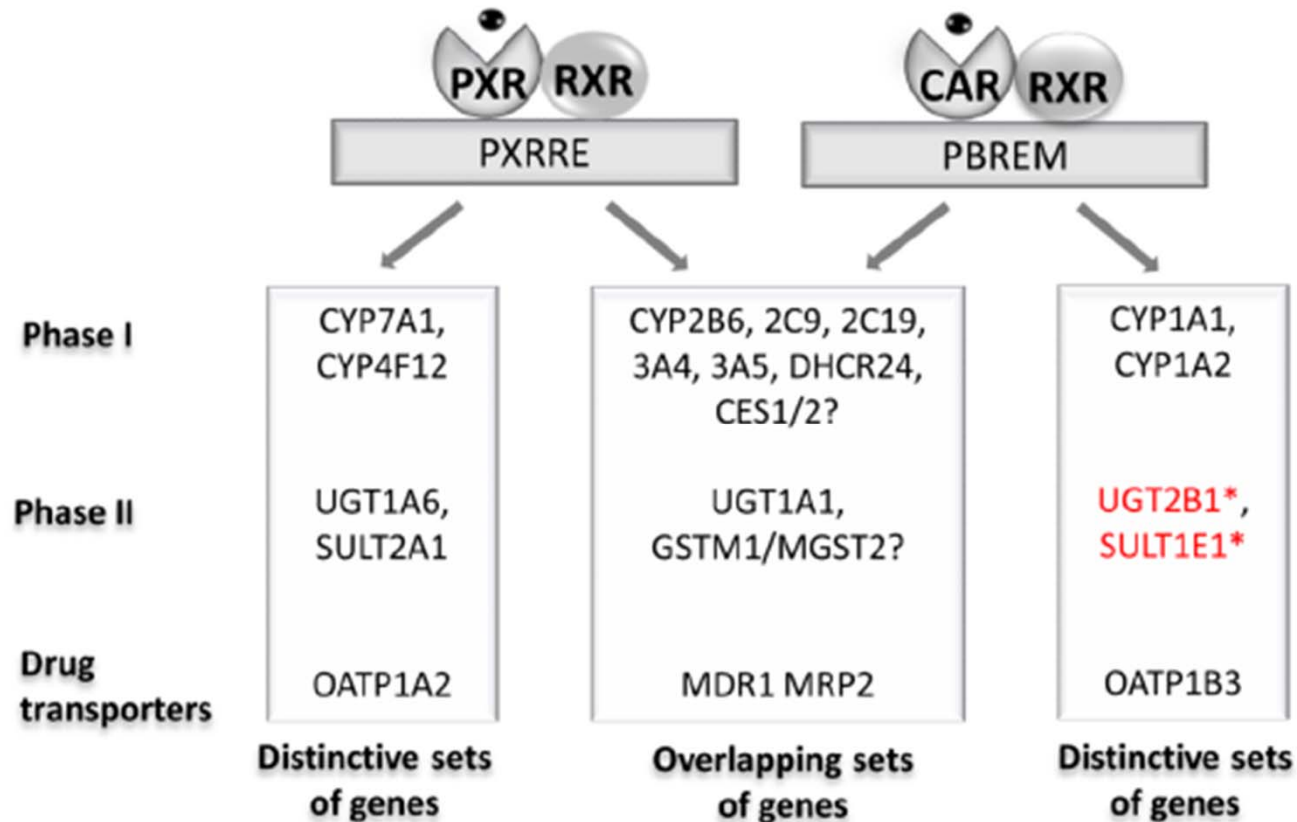 PXR RXR
CAR RXR
PXRRE
PBREM
Phase I
CYP7A1,
CYP4F12
CYP2B6, 2C9, 2C19,
3A4, 3A5, DHCR24,
CES1/2?
CYP1A1,
CYP1A2
Phase II
UGT1A6,
SULT2A1
UGT1A1,
GSTM1/MGST2?
UGT2B1*,
SULT1E1*
Drug
transporters
OATP1A2
MDR1 MRP2
OATP1B3
Distinctive sets
of genes
Overlapping sets
of genes
Distinctive sets
of genes